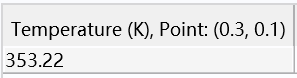 Temperature (K), Point: (0.3, 0.1)
353.22